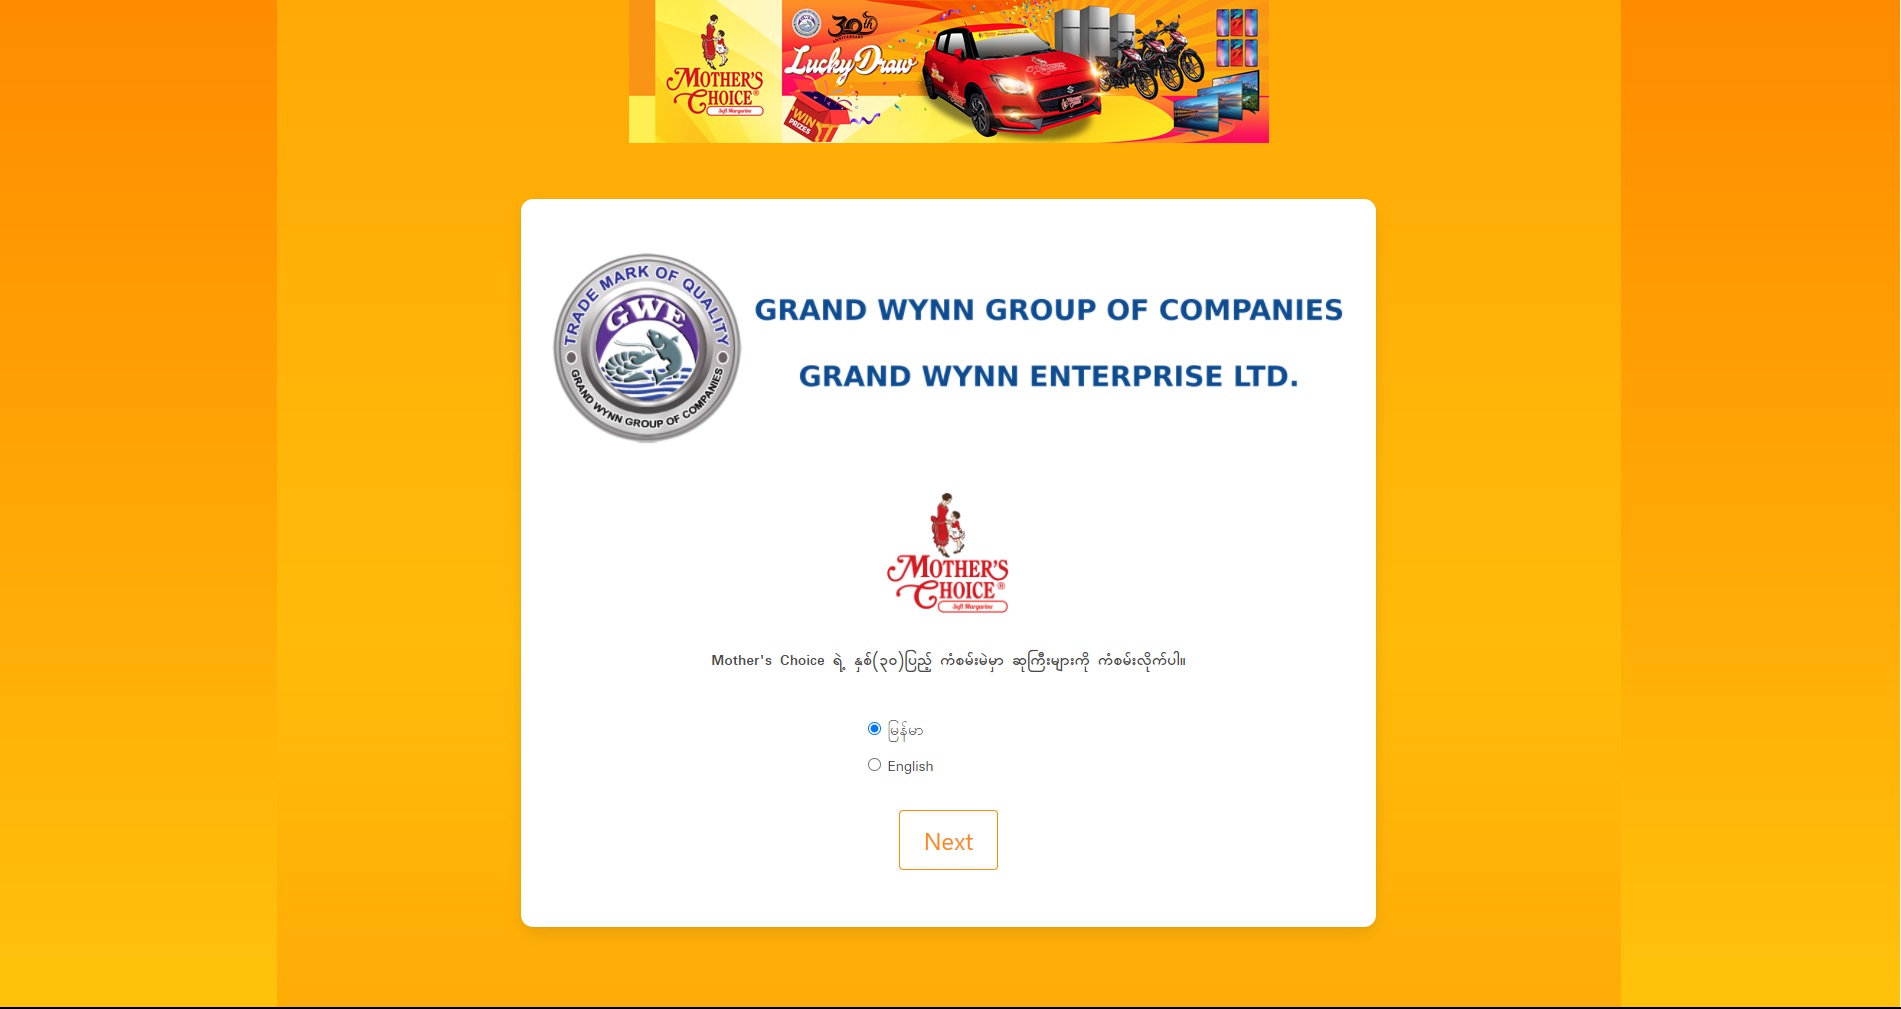 MOTHER'S
CHOICE®
Soft Margarine
30th
ANNIVERSARY
Lucky Draw
WIN
PRIZES
TRADE MARK OF QUALITY
GWE
GRAND WYNN GROUP OF COMPANIES
GRAND WYNN GROUP OF COMPANIES
GRAND WYNN ENTERPRISE LTD.
MOTHER'S
CHOICE®
Soft Margarine
Mother's Choice ရဲ့ နှစ်(၃၀)ပြည့် ကံစမ်းမဲမှာ ဆုကြီးများကို ကံစမ်းလိုက်ပါ။
မြန်မာ
English
Next